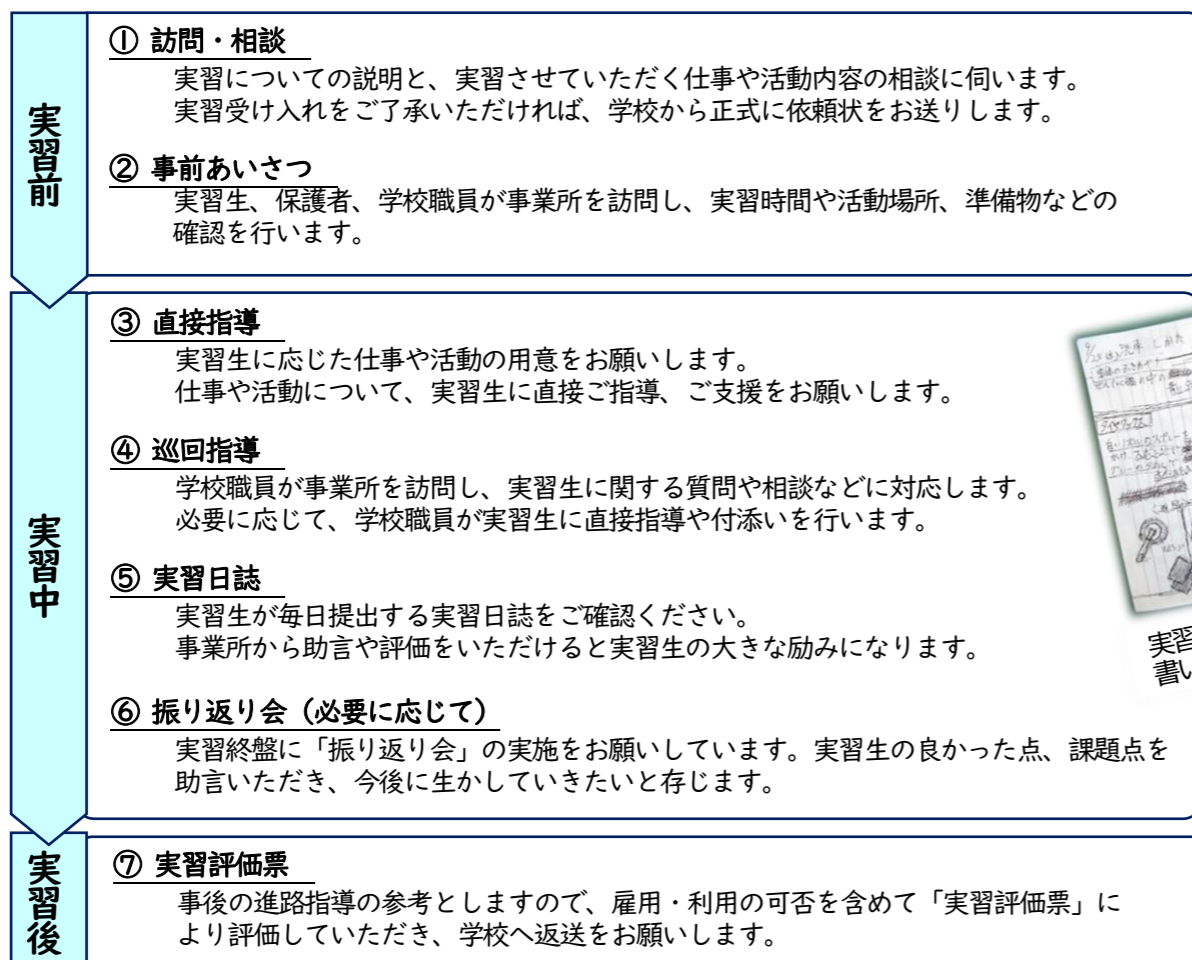 実習前
① 訪問・相談
実習についての説明と、実習させていただく仕事や活動内容の相談に伺います。
実習受け入れをご了承いただければ、学校から正式に依頼状をお送りします。
② 事前あいさつ
実習生、保護者、学校職員が事業所を訪問し、実習時間や活動場所、準備物などの
確認を行います。
実習中
③ 直接指導
実習生に応じた仕事や活動の用意をお願いします。
仕事や活動について、実習生に直接ご指導、ご支援をお願いします。
④ 巡回指導
学校職員が事業所を訪問し、実習生に関する質問や相談などに対応します。
必要に応じて、学校職員が実習生に直接指導や付添いを行います。
⑤ 実習日誌
実習生が毎日提出する実習日誌をご確認ください。
事業所から助言や評価をいただけると実習生の大きな励みになります。
実習
書い
⑥ 振り返り会（必要に応じて）
実習終盤に「振り返り会」の実施をお願いしています。実習生の良かった点、課題点を
助言いただき、今後に生かしていきたいと存じます。
実習後
⑦ 実習評価票
事後の進路指導の参考としますので、雇用・利用の可否を含めて「実習評価票」に
より評価していただき、学校へ返送をお願いします。